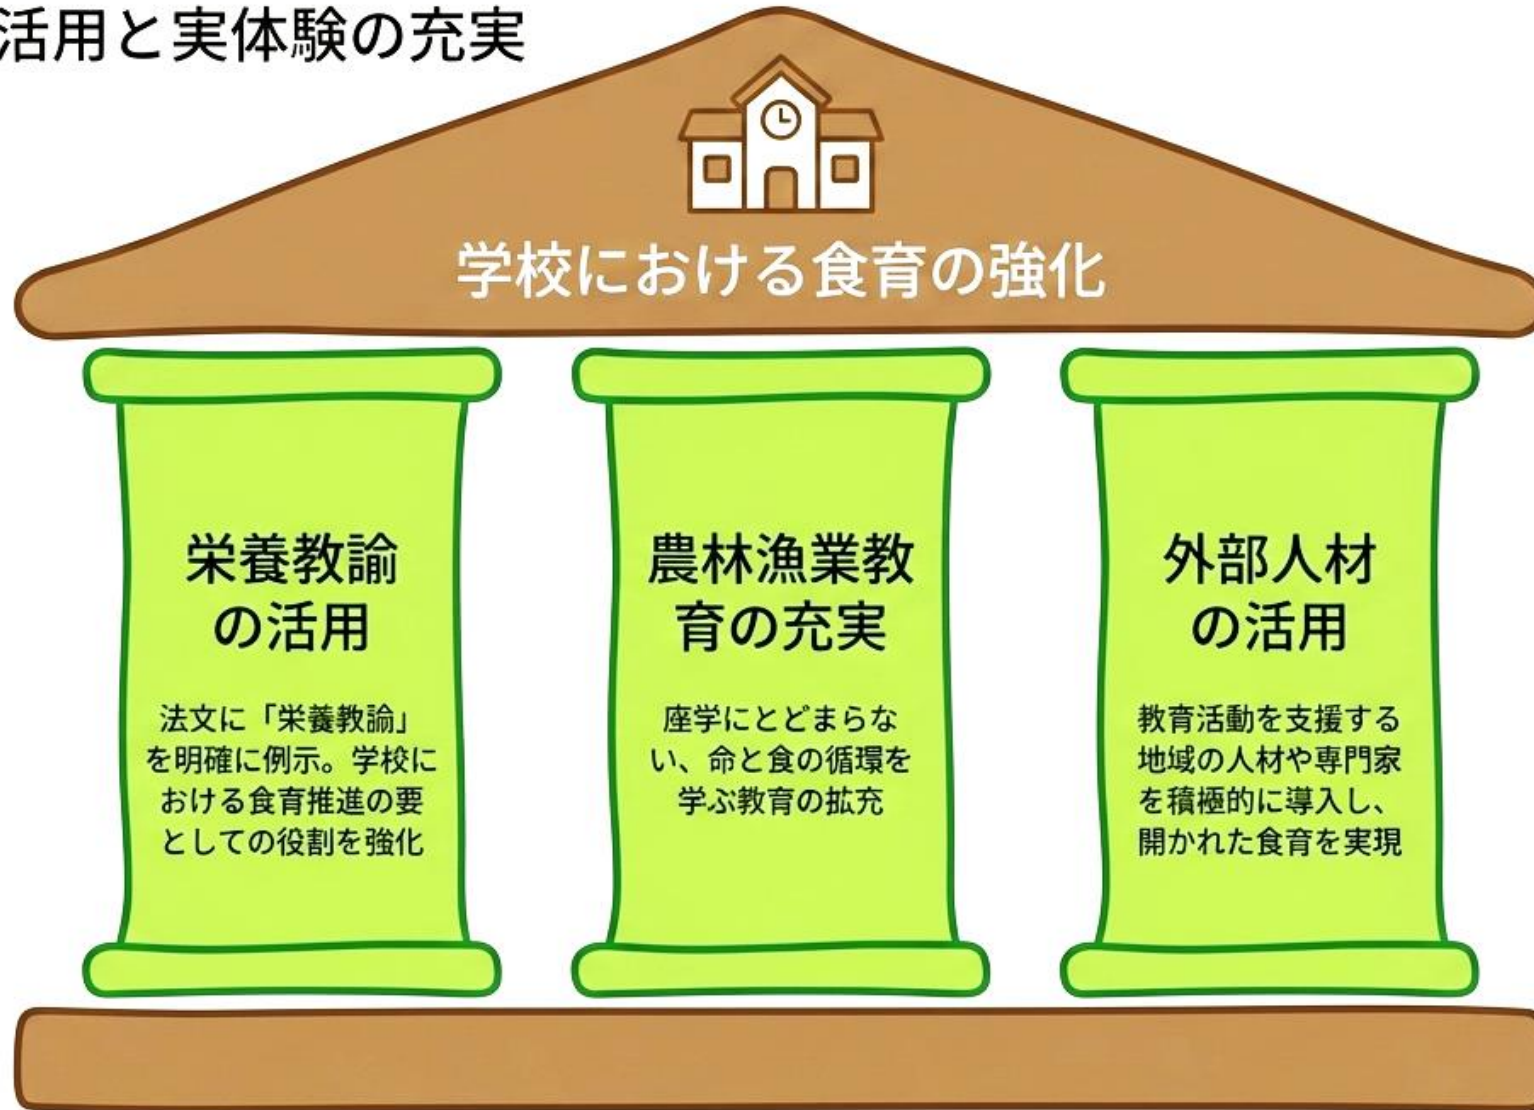 活用と実体験の充実
学校における食育の強化
栄養教諭
の活用
法文に「栄養教諭」
を明確に例示。学校に
おける食育推進の要
としての役割を強化
農林漁業教
育の充実
座学にとどまらな
い、命と食の循環を
学ぶ教育の拡充
外部人材
の活用
教育活動を支援する
地域の人材や専門家
を積極的に導入し、
開かれた食育を実現